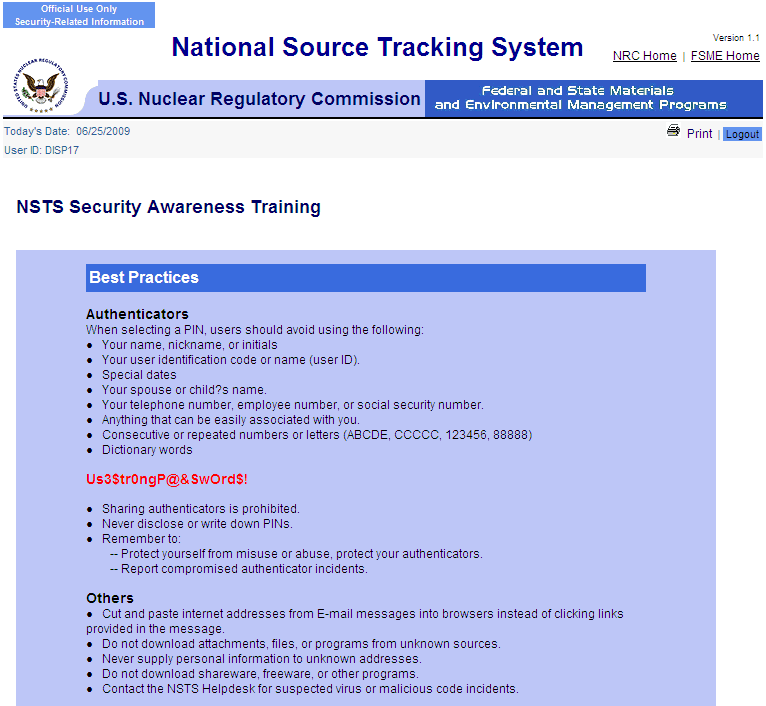 Official Use Only
Security-Related Information
National Source Tracking System
Version 1.1
NRC Home | FSME Home
UNITED STATES NUCLEAR REGULATORY COMMISSION
U.S. Nuclear Regulatory Commission
Federal and State Materials
and Environmental Management Programs
Today's Date: 06/25/2009
Print | Logout
User ID: DISP17
NSTS Security Awareness Training
Best Practices
Authenticators
When selecting a PIN, users should avoid using the following:
● Your name, nickname, or initials
● Your user identification code or name (user ID).
● Special dates
● Your spouse or child?s name.
● Your telephone number, employee number, or social security number.
● Anything that can be easily associated with you.
● Consecutive or repeated numbers or letters (ABCDE, CCCCC, 123456, 88888)
● Dictionary words
Us3$tr0ngP@&$wOrd$!
● Sharing authenticators is prohibited.
● Never disclose or write down PINs.
● Remember to:
-- Protect yourself from misuse or abuse, protect your authenticators.
-- Report compromised authenticator incidents.
Others
● Cut and paste internet addresses from E-mail messages into browsers instead of clicking links
provided in the message.
● Do not download attachments, files, or programs from unknown sources.
● Never supply personal information to unknown addresses.
● Do not download shareware, freeware, or other programs.
● Contact the NSTS Helpdesk for suspected virus or malicious code incidents.